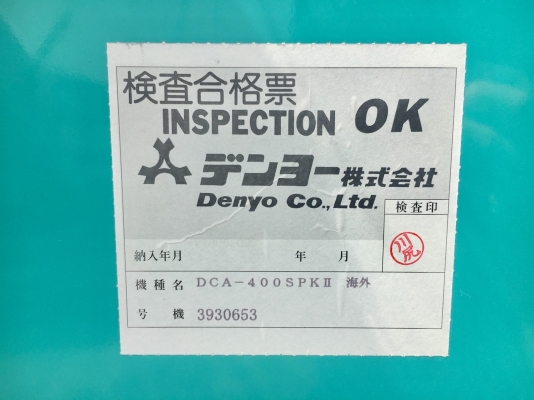 検査合格票
INSPECTION OK
デンヨー株式会社
Denyo Co., Ltd.
検査印
川尻
納入年月 年 月
機種名 DCA-400SPKⅡ 海外
号機 3930653